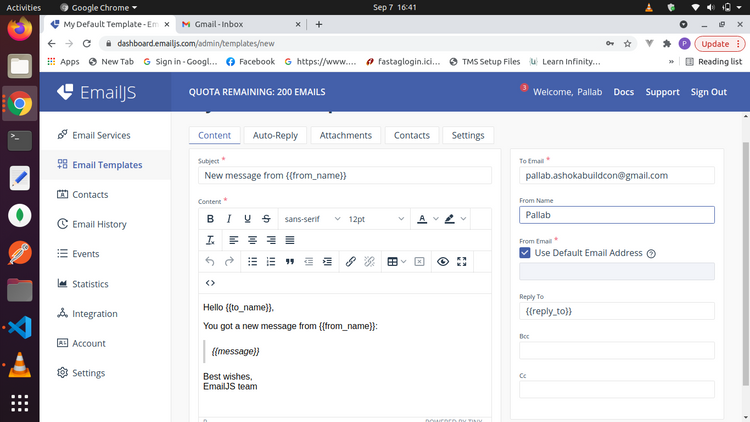 Activities
Google Chrome
Sep 7 16:41
My Default Template - Em
Gmail - Inbox
dashboard.emailjs.com/admin/templates/new
Update
Apps
New Tab
Sign in - Googl...
Facebook
https://www....
fastaglogin.ici...
TMS Setup Files
Learn Infinity...
»
Reading list
EmailJS
QUOTA REMAINING: 200 EMAILS
3
Welcome, Pallab
Docs
Support
Sign Out
Email Services
Email Templates
Contacts
Email History
Events
Statistics
Integration
Account
Settings
Content
Auto-Reply
Attachments
Contacts
Settings
Subject *
New message from {{from_name}}
Content *
B I U S sans-serif 12pt A
Hello {{to_name}},
You got a new message from {{from_name}}:
{{message}}
Best wishes,
EmailJS team
POWERED BY TINY
To Email *
pallab.ashokabuildcon@gmail.com
From Name
Pallab
From Email *
Use Default Email Address
Reply To
{{reply_to}}
Bcc
Cc